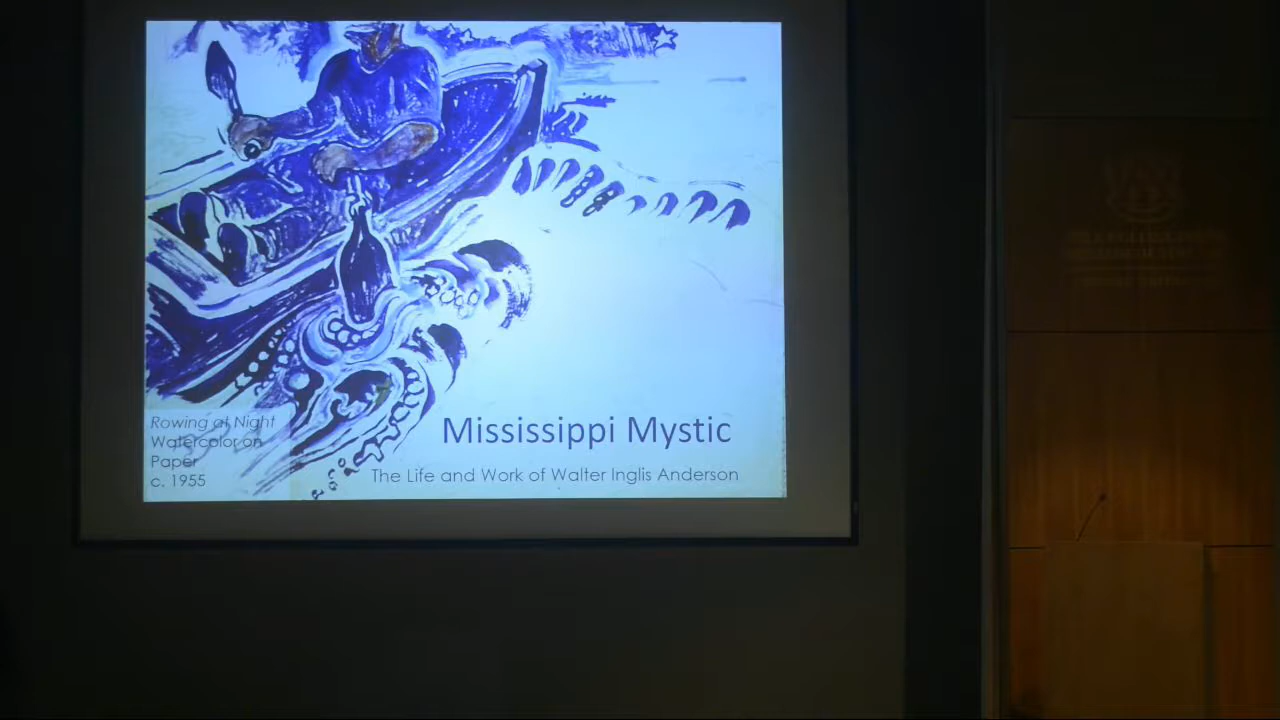 Rowing at Night
Watercolor on
Paper
c. 1955
Mississippi Mystic
The Life and Work of Walter Inglis Anderson